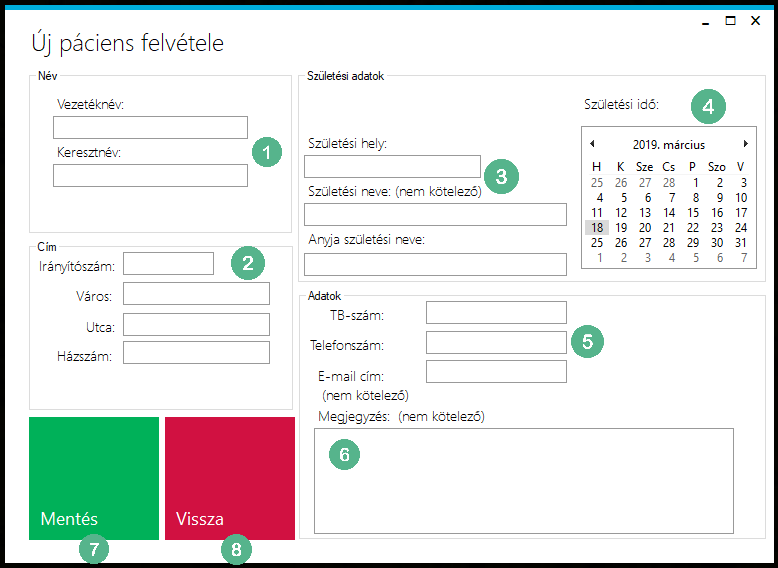 Új páciens felvétele
Név
Vezetéknév:
Keresztnév:
1
Születési adatok
Születési idő:
4
2019. március
H K Sze Cs P Szo V
25 26 27 28 1 2 3
4 5 6 7 8 9 10
11 12 13 14 15 16 17
18 19 20 21 22 23 24
25 26 27 28 29 30 31
1 2 3 4 5 6 7
Születési hely:
3
Születési neve: (nem kötelező)
Anyja születési neve:
Cím
Irányítószám:
2
Város:
Utca:
Házszám:
Adatok
TB-szám:
Telefonszám:
5
E-mail cím:
(nem kötelező)
Megjegyzés: (nem kötelező)
6
Mentés
7
Vissza
8